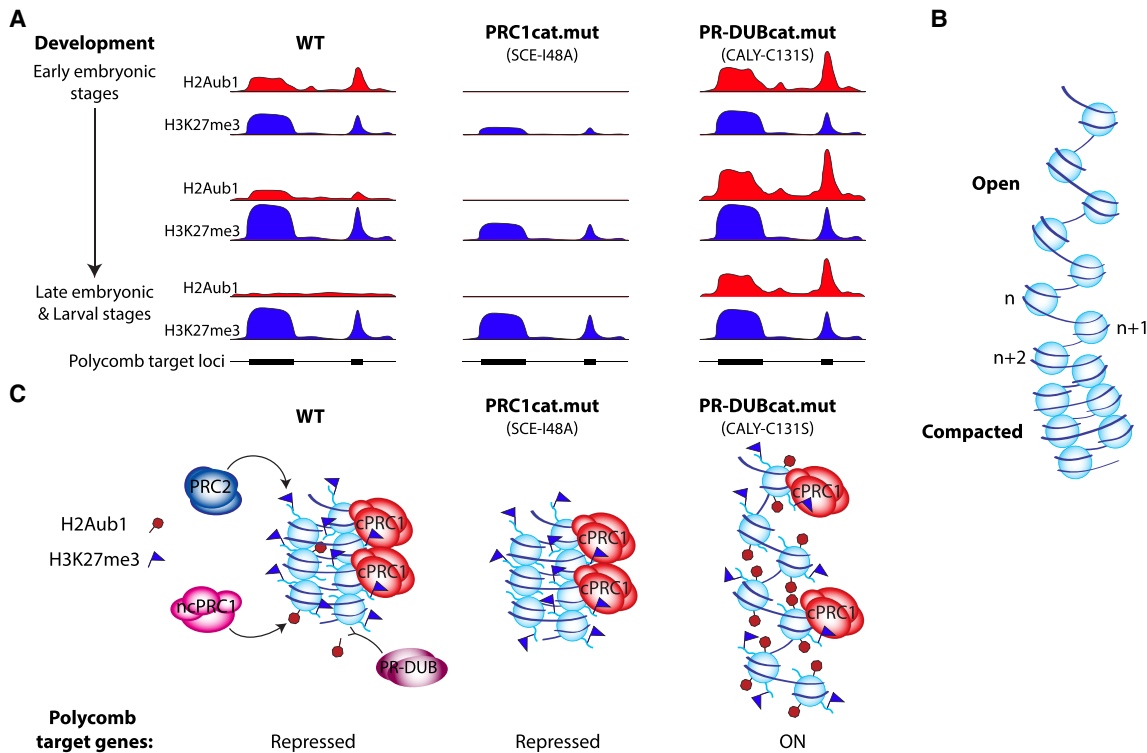 A
Development
WT
PRC1cat.mut
(SCE-I48A)
PR-DUBcat.mut
(CALY-C131S)
Early embryonic
stages
H2Aub1
H3K27me3
H2Aub1
H3K27me3
Late embryonic
& Larval stages
H2Aub1
H3K27me3
Polycomb target loci
B
Open
n
n+1
n+2
Compacted
C
WT
PRC1cat.mut
(SCE-I48A)
PR-DUBcat.mut
(CALY-C131S)
PRC2
H2Aub1
H3K27me3
ncPRC1
cPRC1
cPRC1
PR-DUB
cPRC1
cPRC1
cPRC1
cPRC1
Polycomb
target genes:
Repressed
Repressed
ON